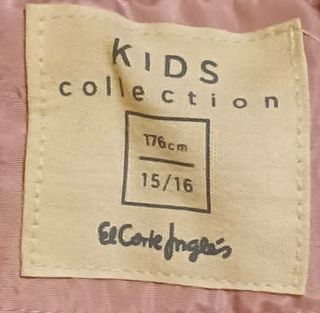 KIDS
collection
176cm
15/16
El Corte Inglés